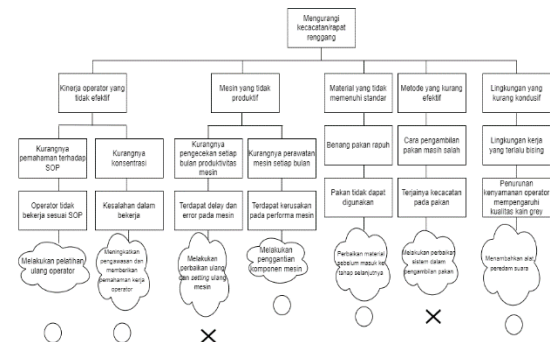 Mengurangi
kecacatan/rapat
renggang
Kinerja operator yang
tidak efektif
Mesin yang tidak
produktif
Material yang tidak
memenuhi standar
Metode yang kurang
efektif
Lingkungan yang
kurang kondusif
Kurangnya
pemahaman terhadap
SOP
Kurangnya
konsentrasi
Kurangnya
pengecekan setiap
bulan produktivitas
mesin
Kurangnya perawatan
mesin setiap bulan
Benang pakan rapuh
Cara pengambilan
pakan masih salah
Lingkungan kerja
yang terlalu bising
Operator tidak
bekerja sesuai SOP
Kesalahan dalam
bekerja
Terdapat delay dan
error pada mesin
Terdapat kerusakan
pada performa mesin
Pakan tidak dapat
digunakan
Terjainya kecacatan
pada pakan
Penurunan
kenyamanan operator
mempengaruhi
kualitas kain grey
Melakukan pelatihan
ulang operator
Meningkatkan
pengawasan dan
memberikan
pemahaman kerja
operator
Melakukan
perbaikan ulang
dan setting ulang
mesin
Melakukan
penggantian
komponen mesin
Perbaikan material
sebelum masuk ke
tahap selanjutnya
Melakukan perbaikan
sistem dalam
pengambilan pakan
Menambahkan alat
peredam suara